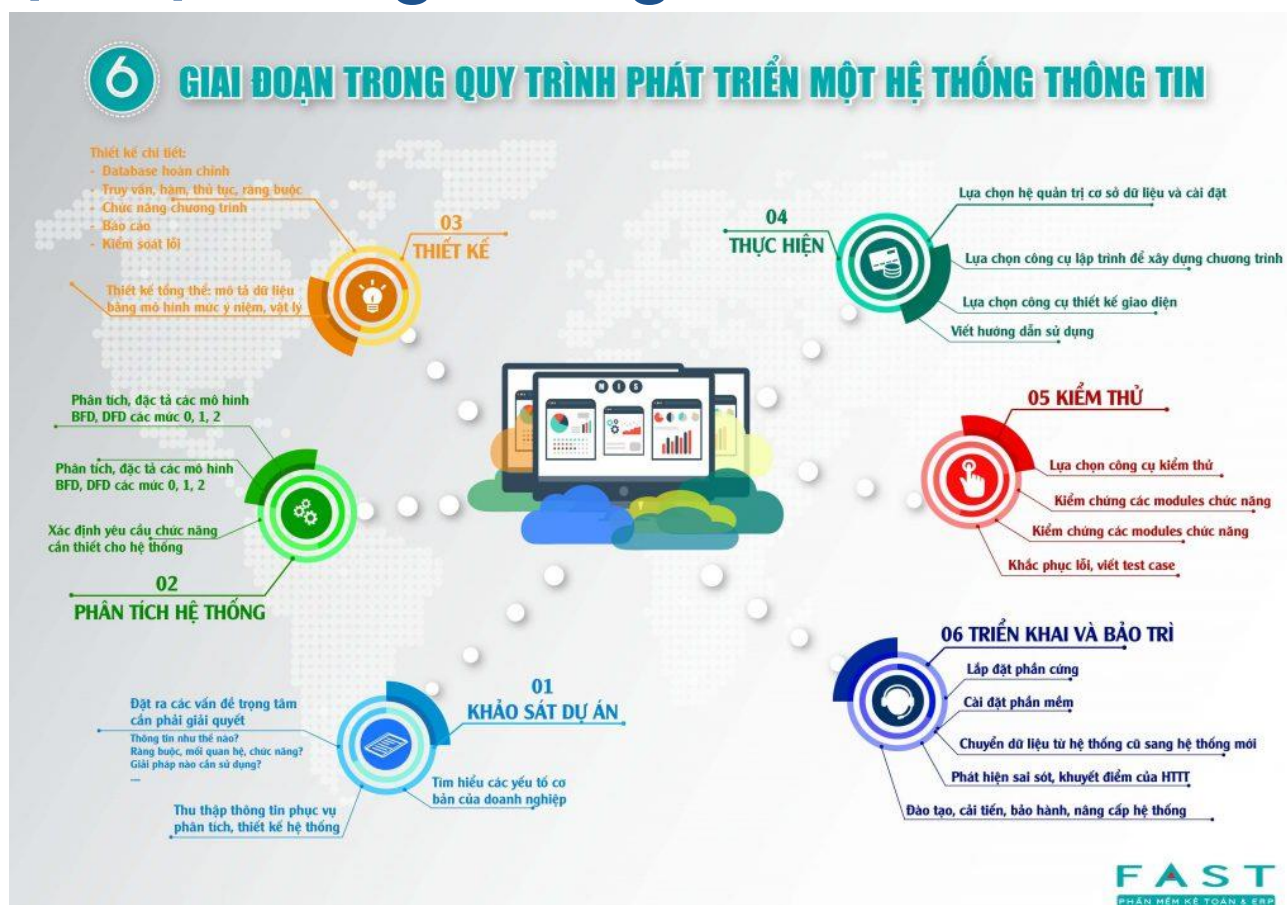 6 GIAI ĐOẠN TRONG QUY TRÌNH PHÁT TRIỂN MỘT HỆ THỐNG THÔNG TIN
Thiết kế chi tiết:
- Database hoàn chỉnh
- Truy vấn, hàm, thủ tục, ràng buộc
- Chức năng chương trình
- Báo cáo
- Kiểm soát lỗi
Thiết kế tổng thể: mô tả dữ liệu
bằng mô hình mức ý niệm, vật lý
03
THIẾT KẾ
04
THỰC HIỆN
Lựa chọn hệ quản trị cơ sở dữ liệu và cài đặt
Lựa chọn công cụ lập trình để xây dựng chương trình
Lựa chọn công cụ thiết kế giao diện
Viết hướng dẫn sử dụng
MIS
Phân tích, đặc tả các mô hình
BFD, DFD các mức 0, 1, 2
Phân tích, đặc tả các mô hình
BFD, DFD các mức 0, 1, 2
Xác định yêu cầu chức năng
cần thiết cho hệ thống
02
PHÂN TÍCH HỆ THỐNG
05 KIỂM THỬ
Lựa chọn công cụ kiểm thử
Kiểm chứng các modules chức năng
Kiểm chứng các modules chức năng
Khắc phục lỗi, viết test case
01
KHẢO SÁT DỰ ÁN
Đặt ra các vấn đề trọng tâm
cần phải giải quyết
Thông tin như thế nào?
Ràng buộc, mối quan hệ, chức năng?
Giải pháp nào cần sử dụng?
...
Thu thập thông tin phục vụ
phân tích, thiết kế hệ thống
Tìm hiểu các yếu tố cơ
bản của doanh nghiệp
06 TRIỂN KHAI VÀ BẢO TRÌ
Lắp đặt phần cứng
Cài đặt phần mềm
Chuyển dữ liệu từ hệ thống cũ sang hệ thống mới
Phát hiện sai sót, khuyết điểm của HTTT
Đào tạo, cải tiến, bảo hành, nâng cấp hệ thống
FAST
PHẦN MỀM KẾ TOÁN & ERP